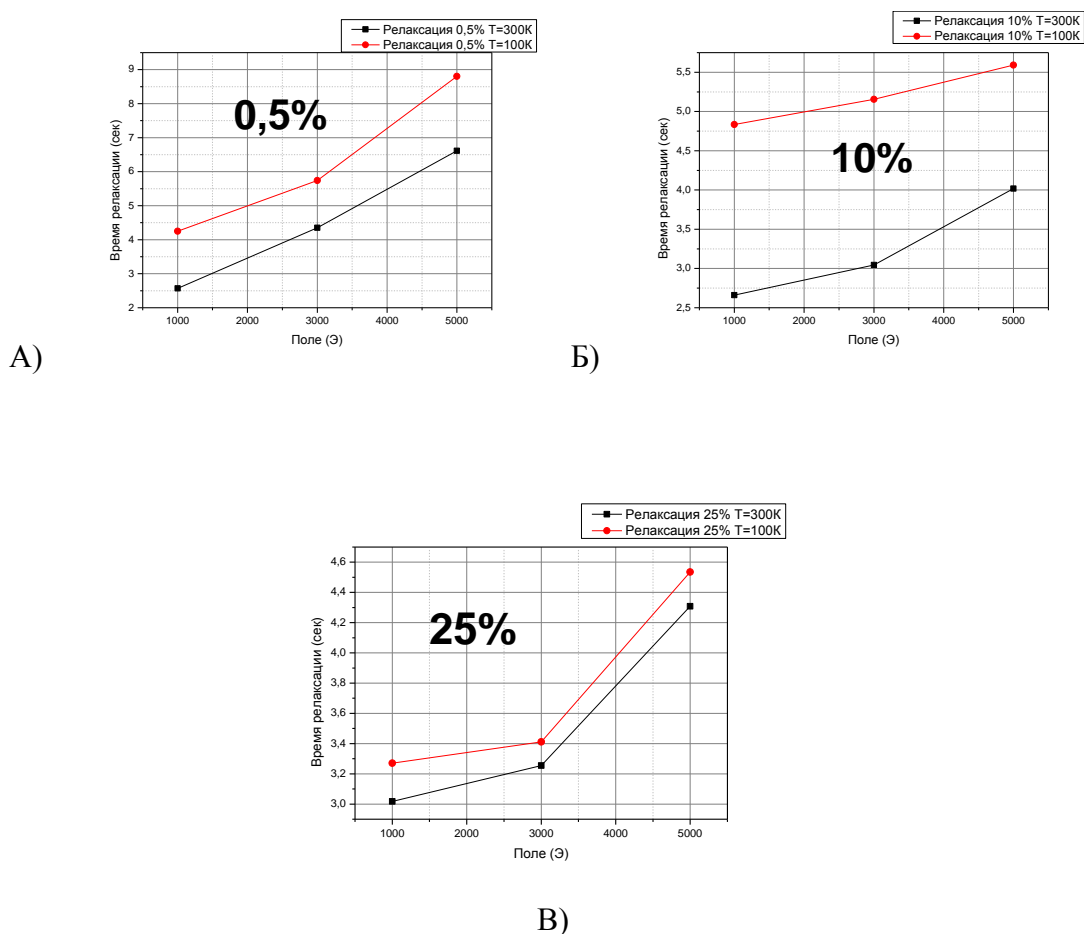 Релаксация 0,5% T=300K
Релаксация 0,5% T=100K
0,5%
Время релаксации (сек)
9
8
7
6
5
4
3
2
1000 2000 3000 4000 5000
Поле (Э)
А)
Релаксация 10% T=300K
Релаксация 10% T=100K
10%
Время релаксации (сек)
5,5
5,0
4,5
4,0
3,5
3,0
2,5
1000 2000 3000 4000 5000
Поле (Э)
Б)
Релаксация 25% T=300K
Релаксация 25% T=100K
25%
Время релаксации (сек)
4,6
4,4
4,2
4,0
3,8
3,6
3,4
3,2
3,0
1000 2000 3000 4000 5000
Поле (Э)
В)